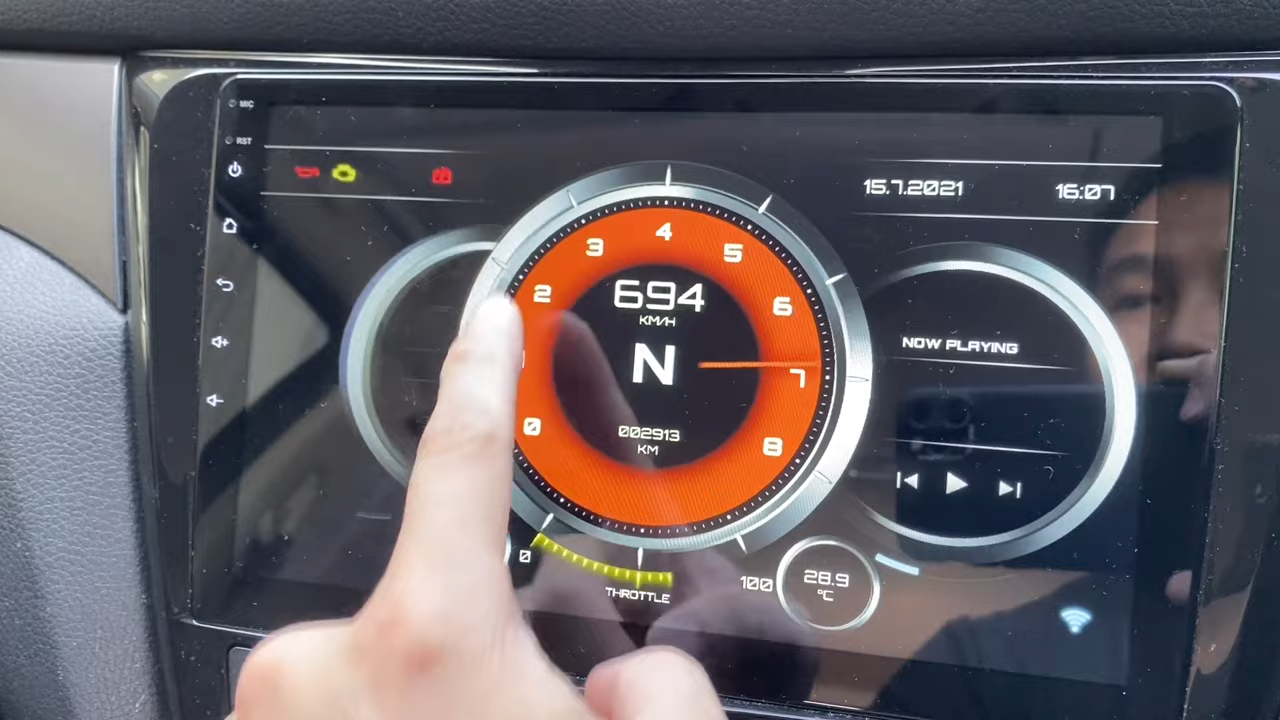 MIC
RST
15.7.2021
16:07
4
3
5
2
6
694
KM/H
N
7
0
8
002913
KM
NOW PLAYING
0
THROTTLE
100
28.9
°C